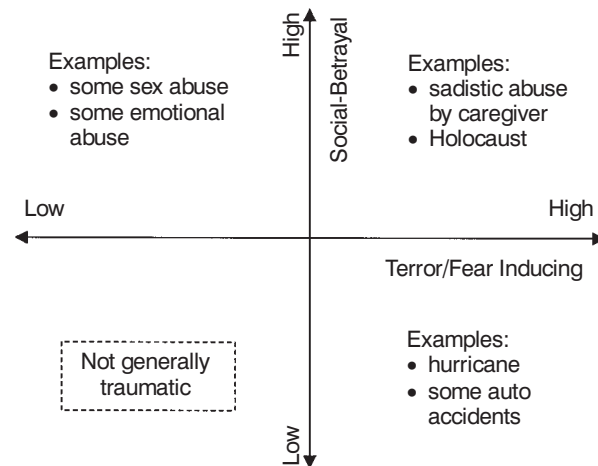 Examples:
• some sex abuse
• some emotional
abuse
High
Social-Betrayal
Examples:
• sadistic abuse
by caregiver
• Holocaust
Low
High
Terror/Fear Inducing
Not generally
traumatic
Examples:
• hurricane
• some auto
accidents
Low